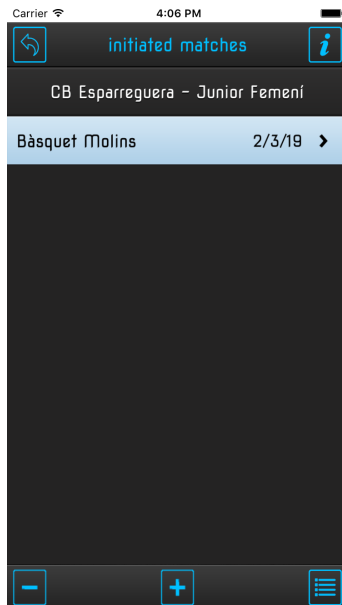 Carrier 4:06 PM
initiated matches
i
CB Esparreguera - Junior Femení
Bàsquet Molins 2/3/19